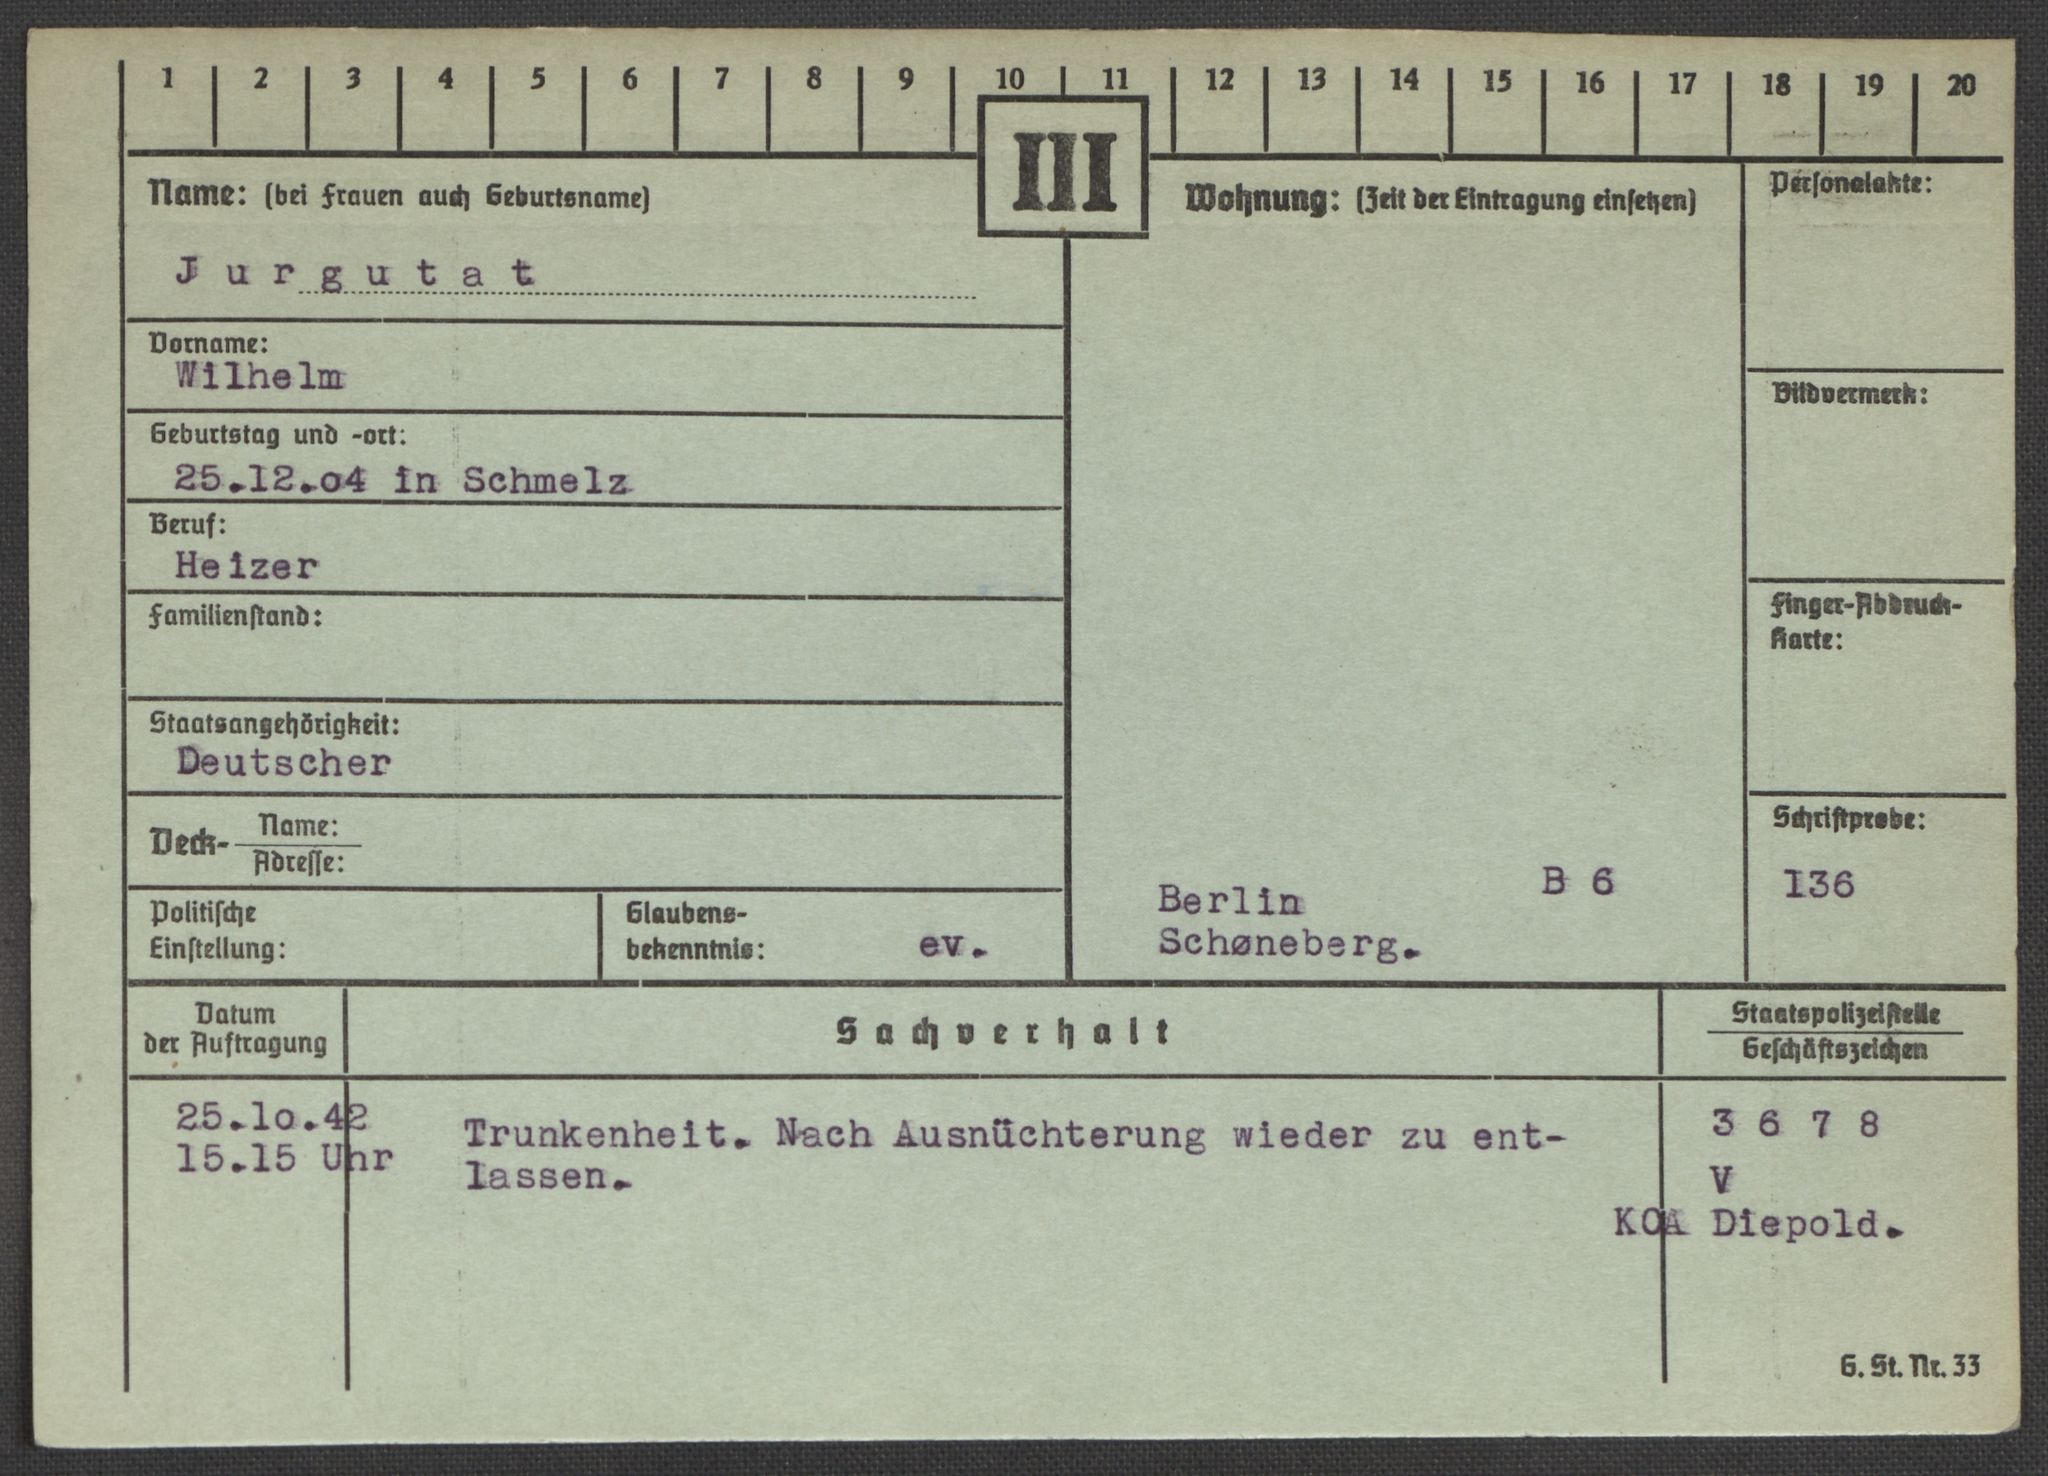 1 2 3 4 5 6 7 8 9 10 11 12 13 14 15 16 17 18 19 20
III
Name: (bei Frauen auch Geburtsname)
Jurgutat
Vorname:
Wilhelm
Geburtstag und -ort:
25.12.o4 in Schmelz
Beruf:
Heizer
Familienstand:
Staatsangehörigkeit:
Deutscher
Deck- Name:
Adresse:
Politische
Einstellung:
Glaubens-
bekenntnis: ev.
Wohnung: (Zeit der Eintragung einsetzen)
B 6
Berlin
Schøneberg.
Personalakte:
Bildvermerk:
Finger-Abdruck-
Karte:
Schriftprobe:
136
Datum
der Auftragung
Sachverhalt
Staatspolizeistelle
Geschäftszeichen
25.1o.42
15.15 Uhr
Trunkenheit. Nach Ausnüchterung wieder zu ent-
lassen.
3 6 7 8
V
KOA Diepold.
G. St. Nr. 33